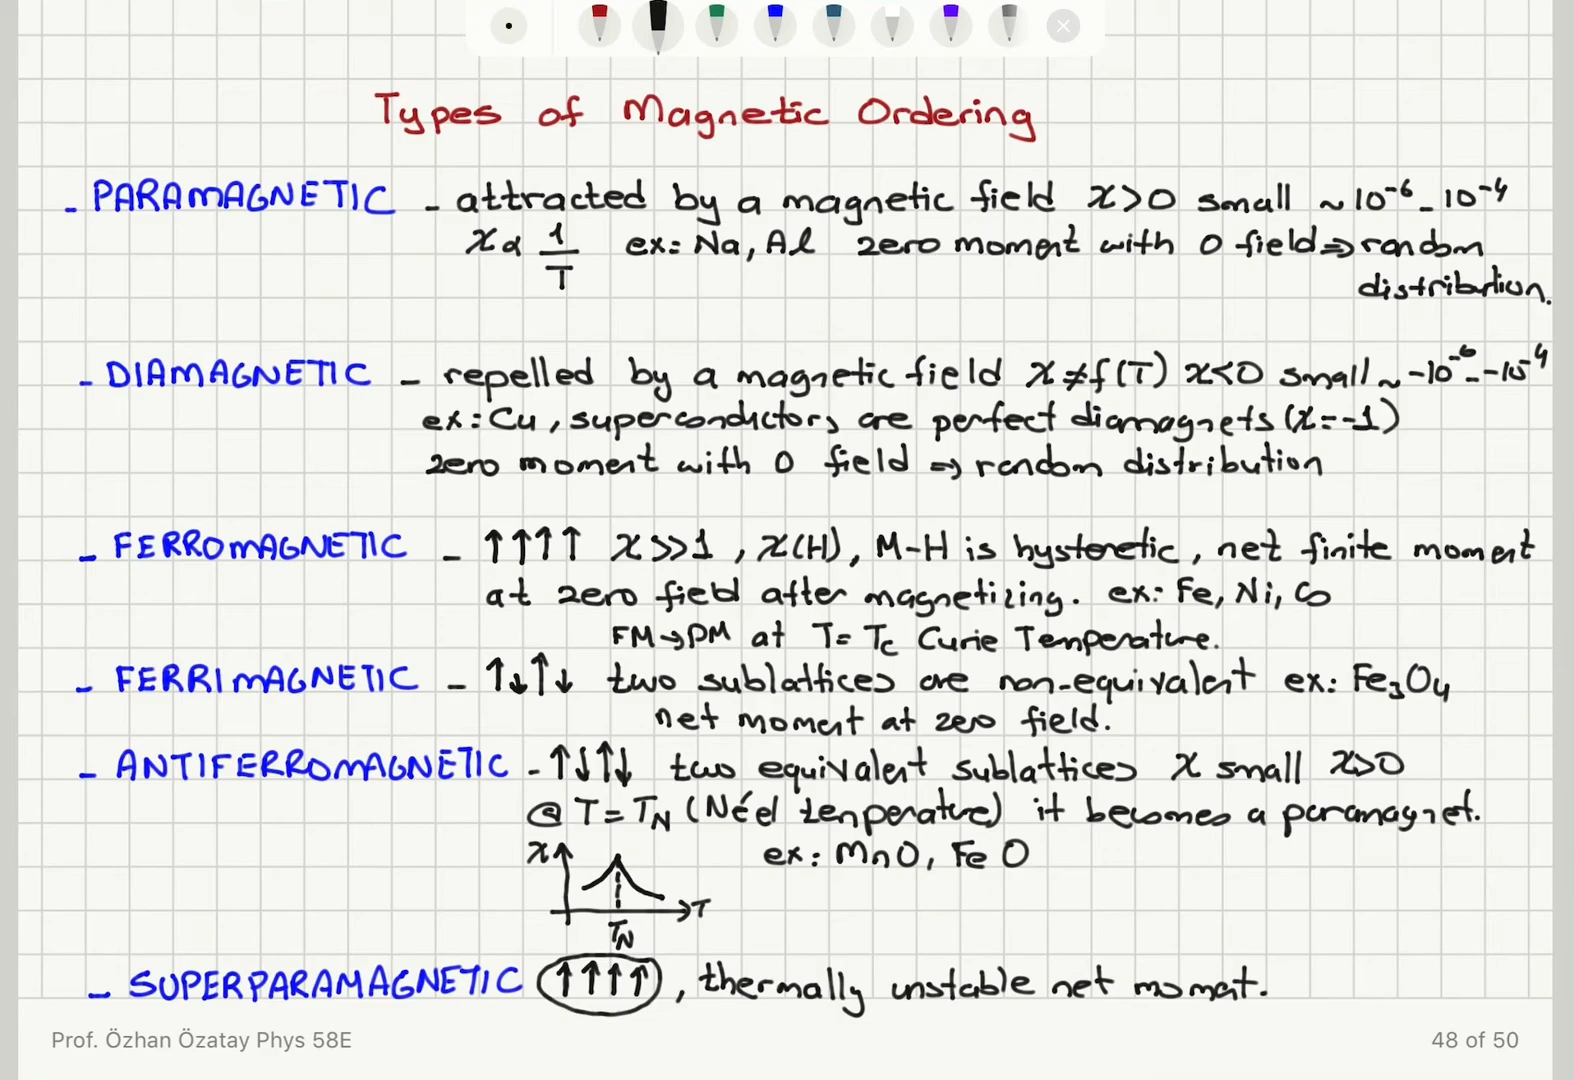 Types of Magnetic Ordering
- PARAMAGNETIC - attracted by a magnetic field χ>0 small ~10⁻⁶ - 10⁻⁴
χ α 1/T ex: Na, Al zero moment with 0 field ⇒ random
distribution.
- DIAMAGNETIC - repelled by a magnetic field χ≠f(T) χ<0 small ~ -10⁻⁶ - -10⁻⁴
ex: Cu, superconductors are perfect diamagnets (χ=-1)
zero moment with 0 field ⇒ random distribution
- FERROMAGNETIC - ↑↑↑↑ χ>>1, χ(H), M-H is hysteretic, net finite moment
at zero field after magnetizing. ex: Fe, Ni, Co
FM→PM at T= Tc Curie Temperature.
- FERRIMAGNETIC - ↑↓↑↓ two sublattices are non-equivalent ex: Fe₃O₄
net moment at zero field.
- ANTIFERROMAGNETIC - ↑↓↑↓ two equivalent sublattices χ small χ>0
@ T = T_N (Néel temperature) it becomes a paramagnet.
ex: MnO, FeO
χ
T
T_N
- SUPERPARAMAGNETIC ↑↑↑↑, thermally unstable net moment.
Prof. Özhan Özatay Phys 58E
48 of 50